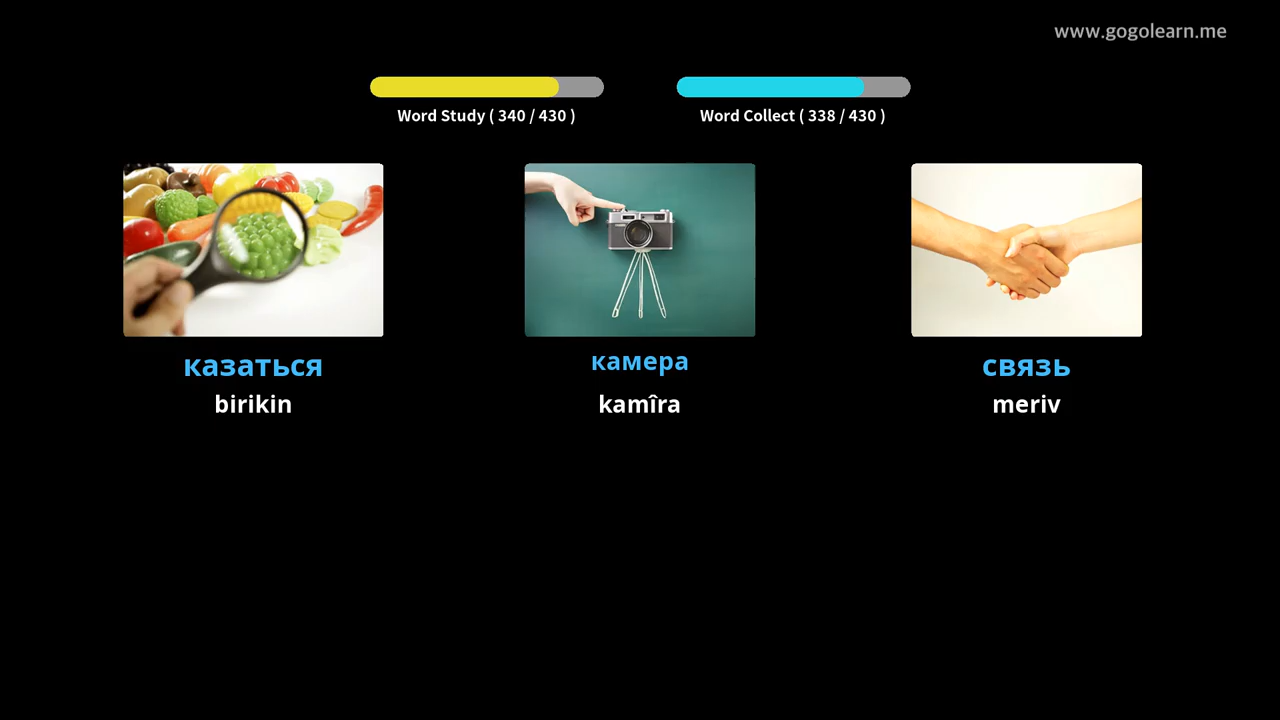 www.gogolearn.me
Word Study ( 340 / 430 )
Word Collect ( 338 / 430 )
казаться
камера
связь
birikin
kamîra
meriv